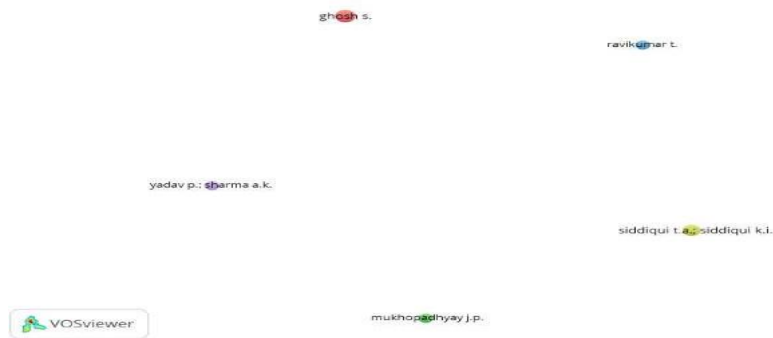 ghosh s.
ravikumar t.
yadav p.; sharma a.k.
siddiqui t.a.; siddiqui k.i.
mukhopadhyay j.p.
VOSviewer